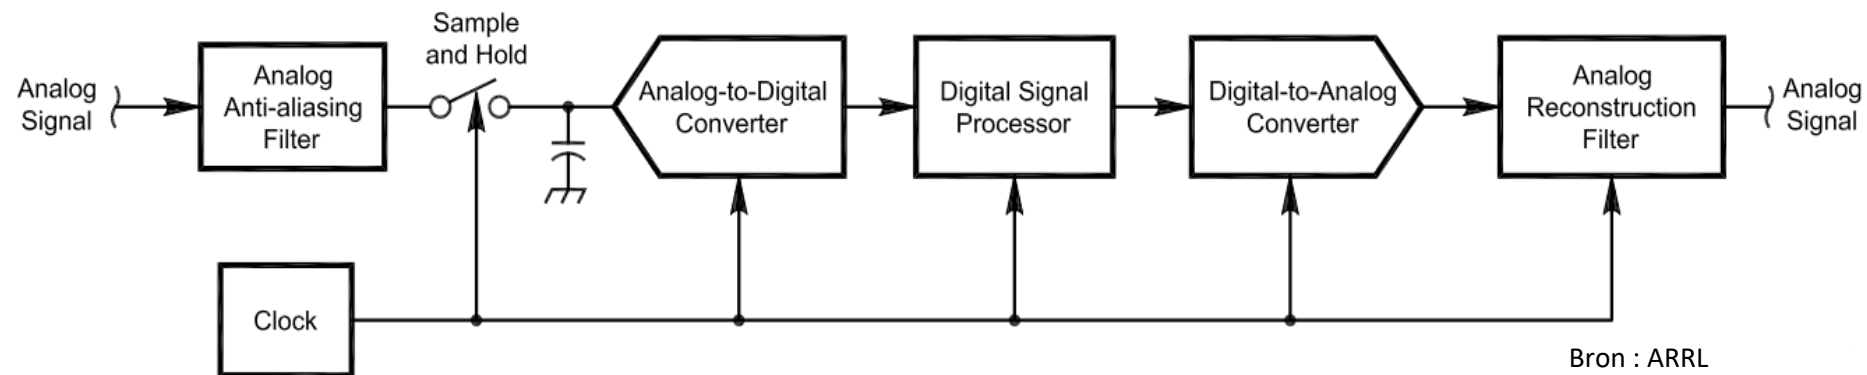 Sample
and Hold
Analog
Signal
Analog
Anti-aliasing
Filter
Analog-to-Digital
Converter
Digital Signal
Processor
Digital-to-Analog
Converter
Analog
Reconstruction
Filter
Analog
Signal
Clock
Bron : ARRL